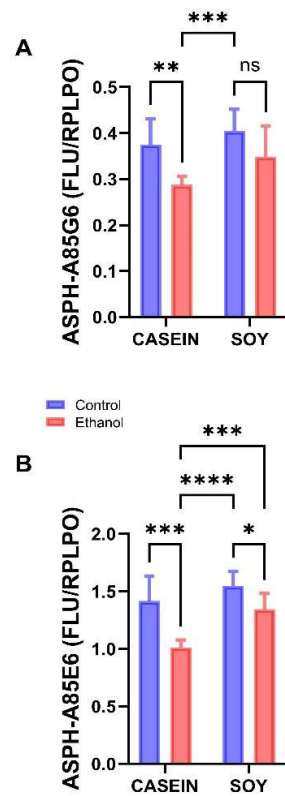 A
***
**
ns
ASPH-A85G6 (FLU/RPLPO)
0.5
0.4
0.3
0.2
0.1
0.0
CASEIN SOY
Control
Ethanol
B
***
****
***
*
ASPH-A85E6 (FLU/RPLPO)
2.0
1.5
1.0
0.5
0.0
CASEIN SOY